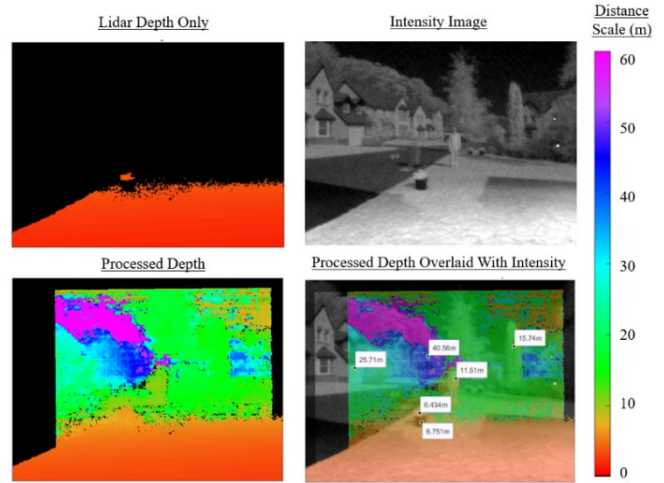 Lidar Depth Only
Intensity Image
Distance
Scale (m)
60
50
40
30
20
10
0
Processed Depth
Processed Depth Overlaid With Intensity
15.74m
40.56m
25.71m
11.51m
6.434m
6.751m